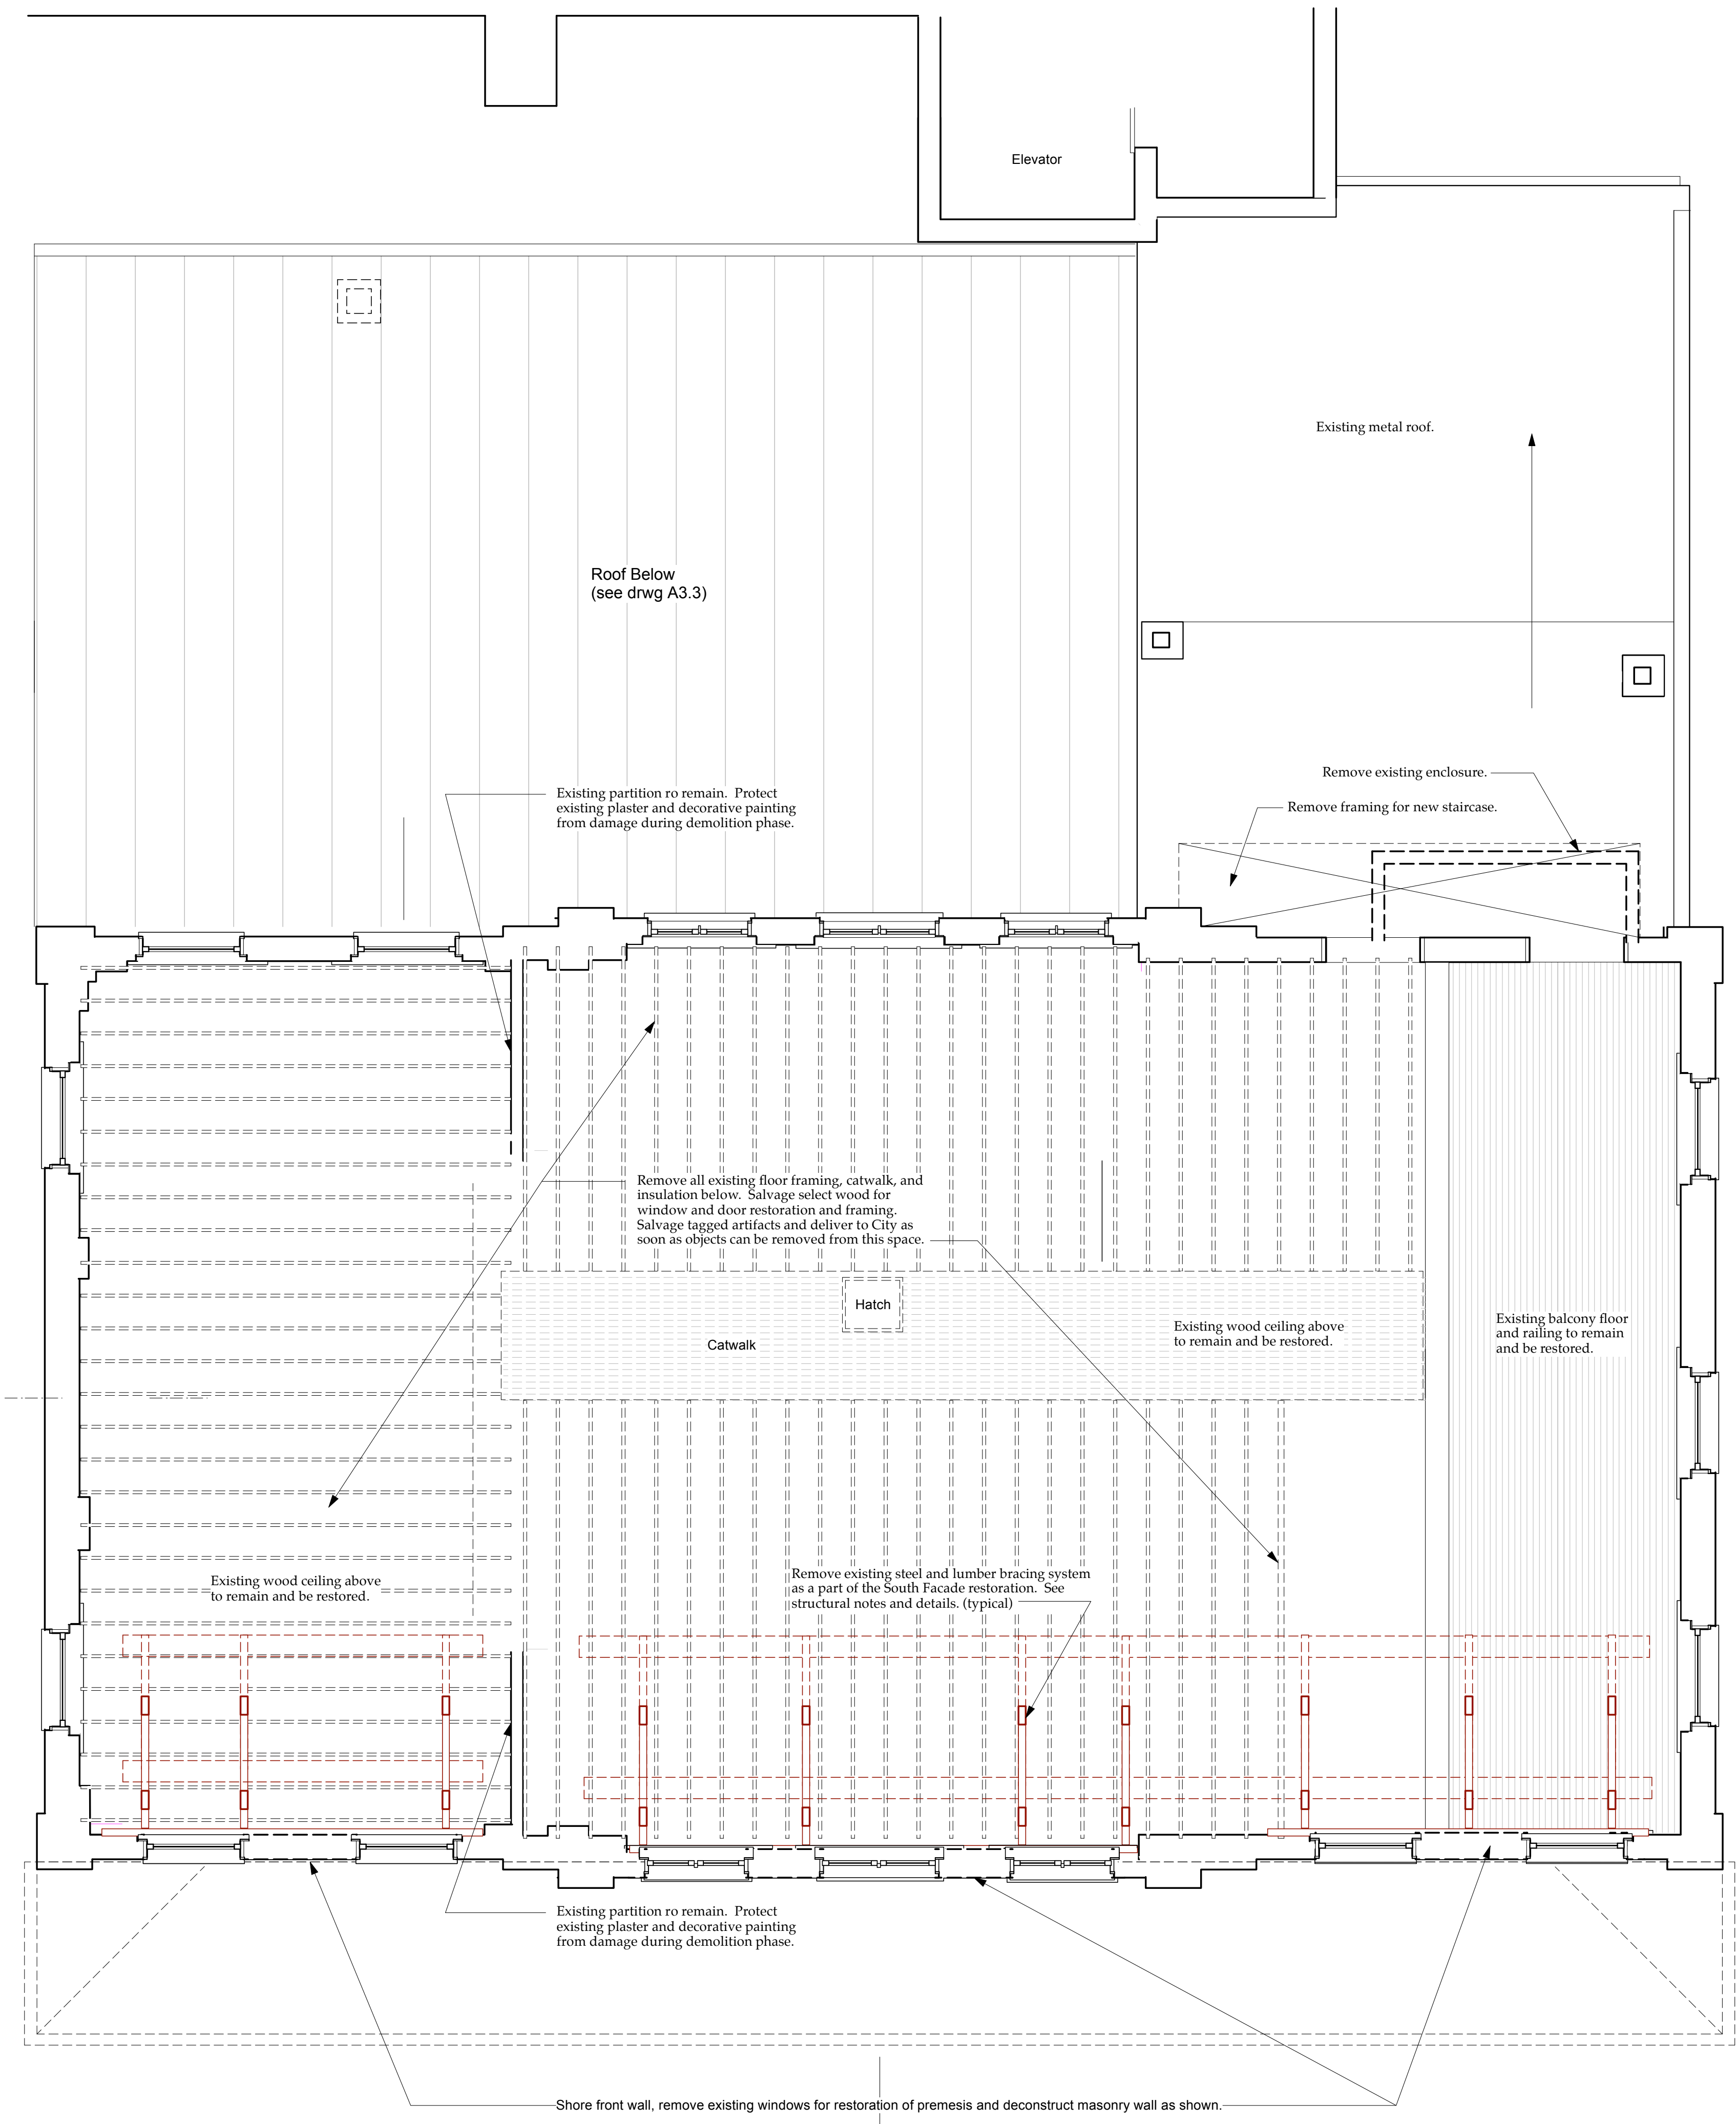 Elevator
Existing metal roof.
Roof Below
(see drwg A3.3)
Remove existing enclosure.
Existing partition ro remain.  Protect
existing plaster and decorative painting
from damage during demolition phase.
Remove framing for new staircase.
Remove all existing floor framing, catwalk, and
insulation below.  Salvage select wood for
window and door restoration and framing.
Salvage tagged artifacts and deliver to City as
soon as objects can be removed from this space.
Hatch
Catwalk
Existing wood ceiling above
to remain and be restored.
Existing balcony floor
and railing to remain
and be restored.
Remove existing steel and lumber bracing system
as a part of the South Facade restoration.  See
structural notes and details. (typical)
Existing wood ceiling above
to remain and be restored.
Existing partition ro remain.  Protect
existing plaster and decorative painting
from damage during demolition phase.
Shore front wall, remove existing windows for restoration of premesis and deconstruct masonry wall as shown.